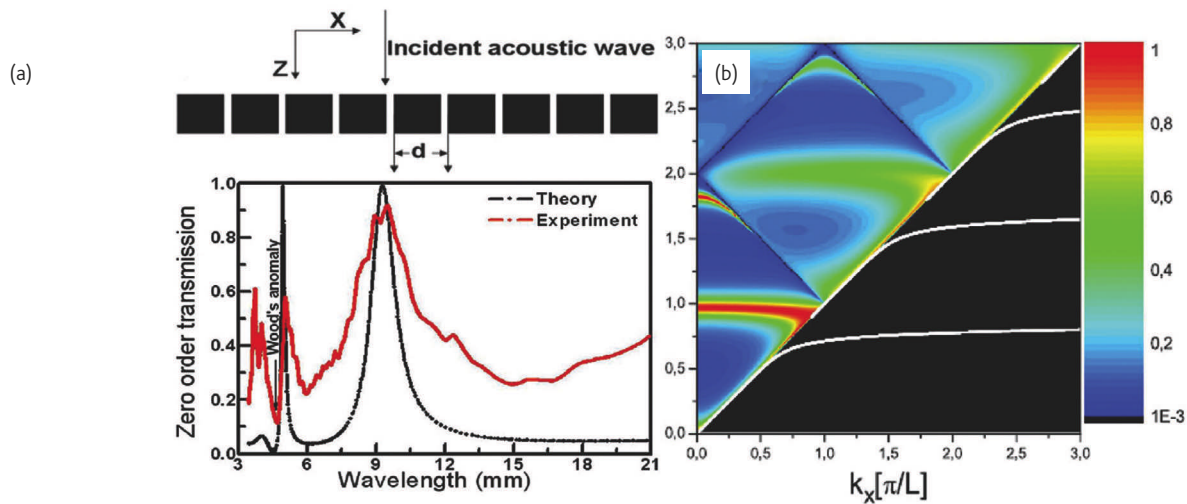 (a)
X
Z
Incident acoustic wave
d
1.0
0.8
0.6
0.4
0.2
0.0
Zero order transmission
Theory
Experiment
Wood's anomaly
3 6 9 12 15 18 21
Wavelength (mm)
(b)
3,0
2,5
2,0
1,5
1,0
0,5
0,0
0,0 0,5 1,0 1,5 2,0 2,5 3,0
kₓ[π/L]
1
0,8
0,6
0,4
0,2
1E-3